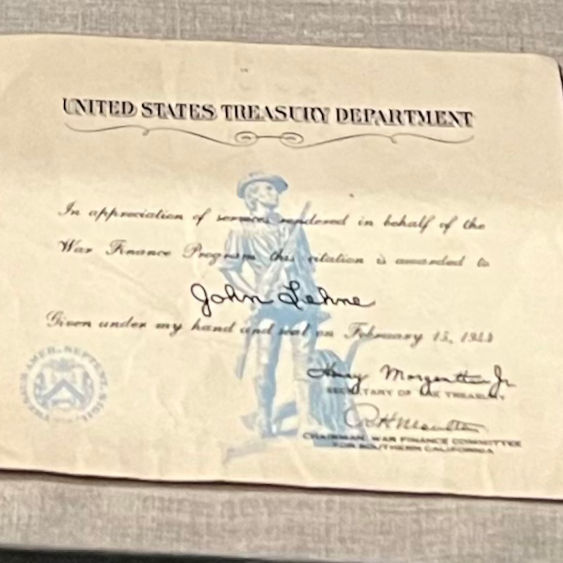 UNITED STATES TREASURY DEPARTMENT
In appreciation of services rendered in behalf of the
War Finance Program this citation is awarded to
John Lehne
Given under my hand and seal on February 15, 1944
Henry Morgenthau Jr
SECRETARY OF THE TREASURY
CHAIRMAN, WAR FINANCE COMMITTEE
FOR SOUTHERN CALIFORNIA